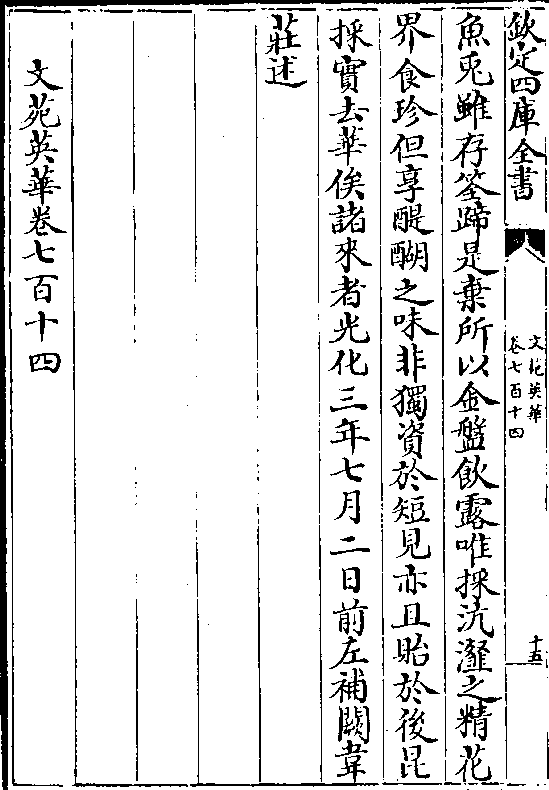 欽定四庫全書
文苑英華
卷七百十四
十五
魚兎雖存筌蹄是棄所以金盤飲露唯採沆瀣之精花
界食珍但享醍醐之味非獨資於短見亦且貽於後昆
採實去華俟諸來者光化三年七月二日前左補闕韋
莊述
文苑英華卷七百十四